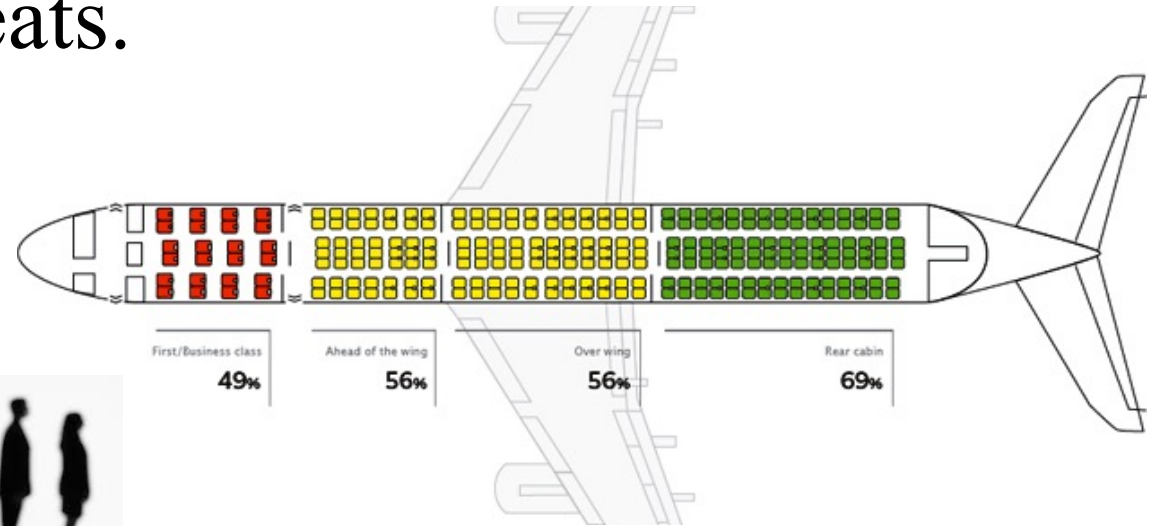 eats.
First/Business class
49%
Ahead of the wing
56%
Over wing
56%
Rear cabin
69%